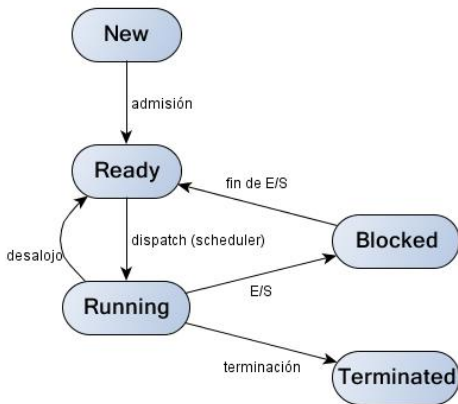 New
admisión
Ready
fin de E/S
dispatch (scheduler)
Blocked
desalojo
Running
E/S
terminación
Terminated